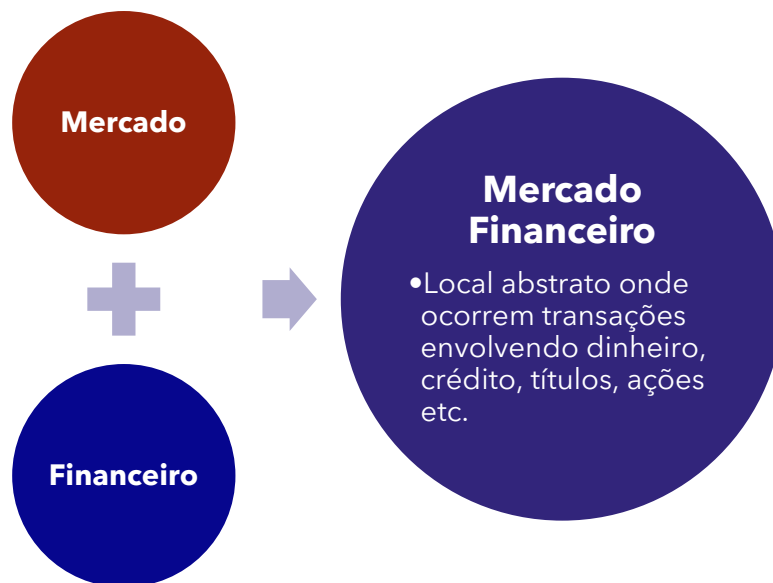 Mercado
Financeiro
Mercado
Financeiro
•Local abstrato onde
ocorrem transações
envolvendo dinheiro,
crédito, títulos, ações
etc.